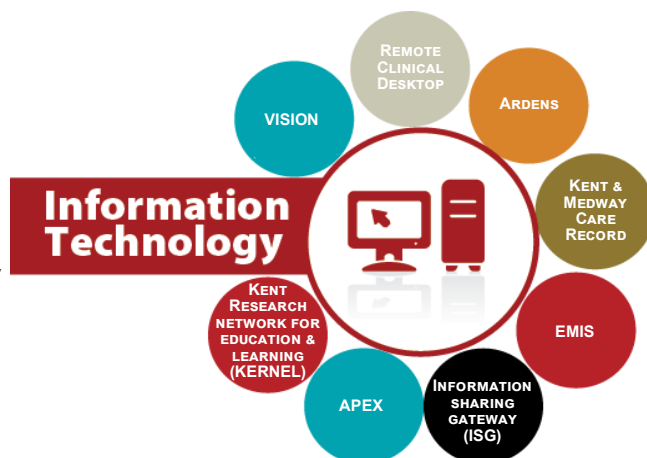 REMOTE
CLINICAL
DESKTOP
VISION
ARDENS
Information
Technology
KENT &
MEDWAY
CARE
RECORD
KENT
RESEARCH
NETWORK FOR
EDUCATION &
LEARNING
(KERNEL)
EMIS
APEX
INFORMATION
SHARING
GATEWAY
(ISG)